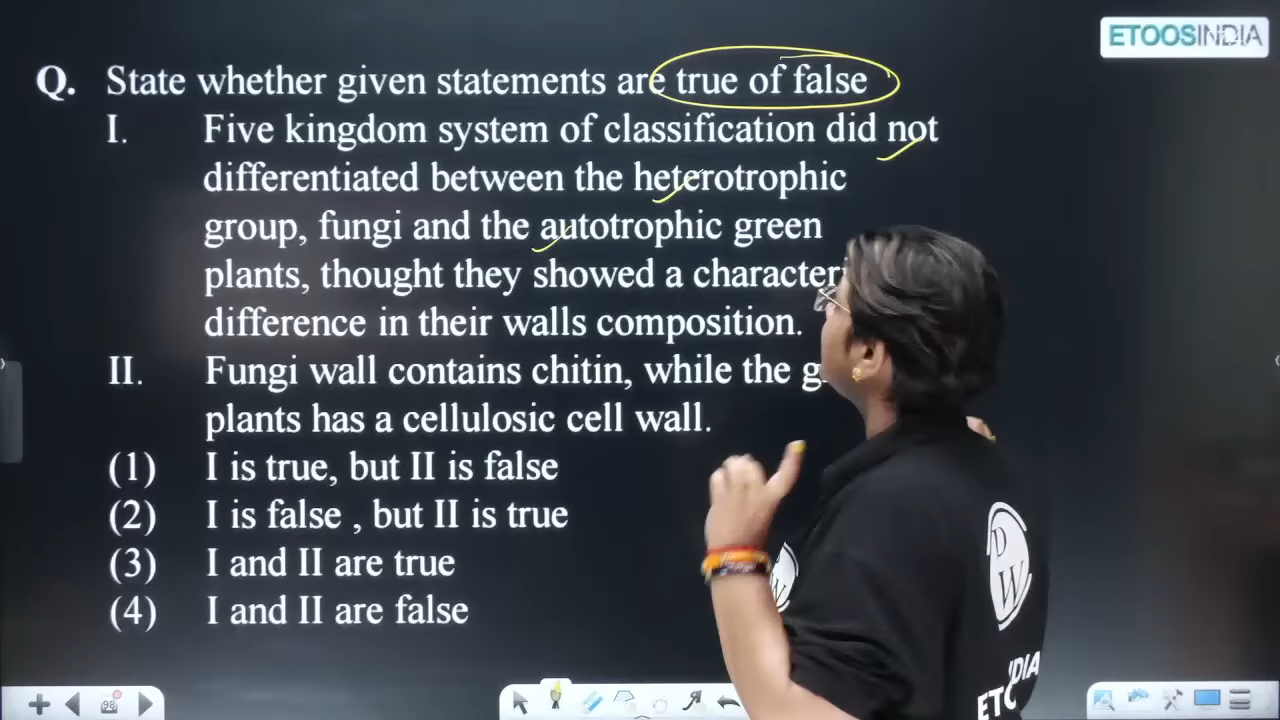 ETOOSINDIA
Q. State whether given statements are true of false
I. Five kingdom system of classification did not
differentiated between the heterotrophic
group, fungi and the autotrophic green
plants, thought they showed a
difference in their walls composition.
II. Fungi wall contains chitin, while the
plants has a cellulosic cell wall.
(1) I is true, but II is false
(2) I is false , but II is true
(3) I and II are true
(4) I and II are false
D
W
W
98